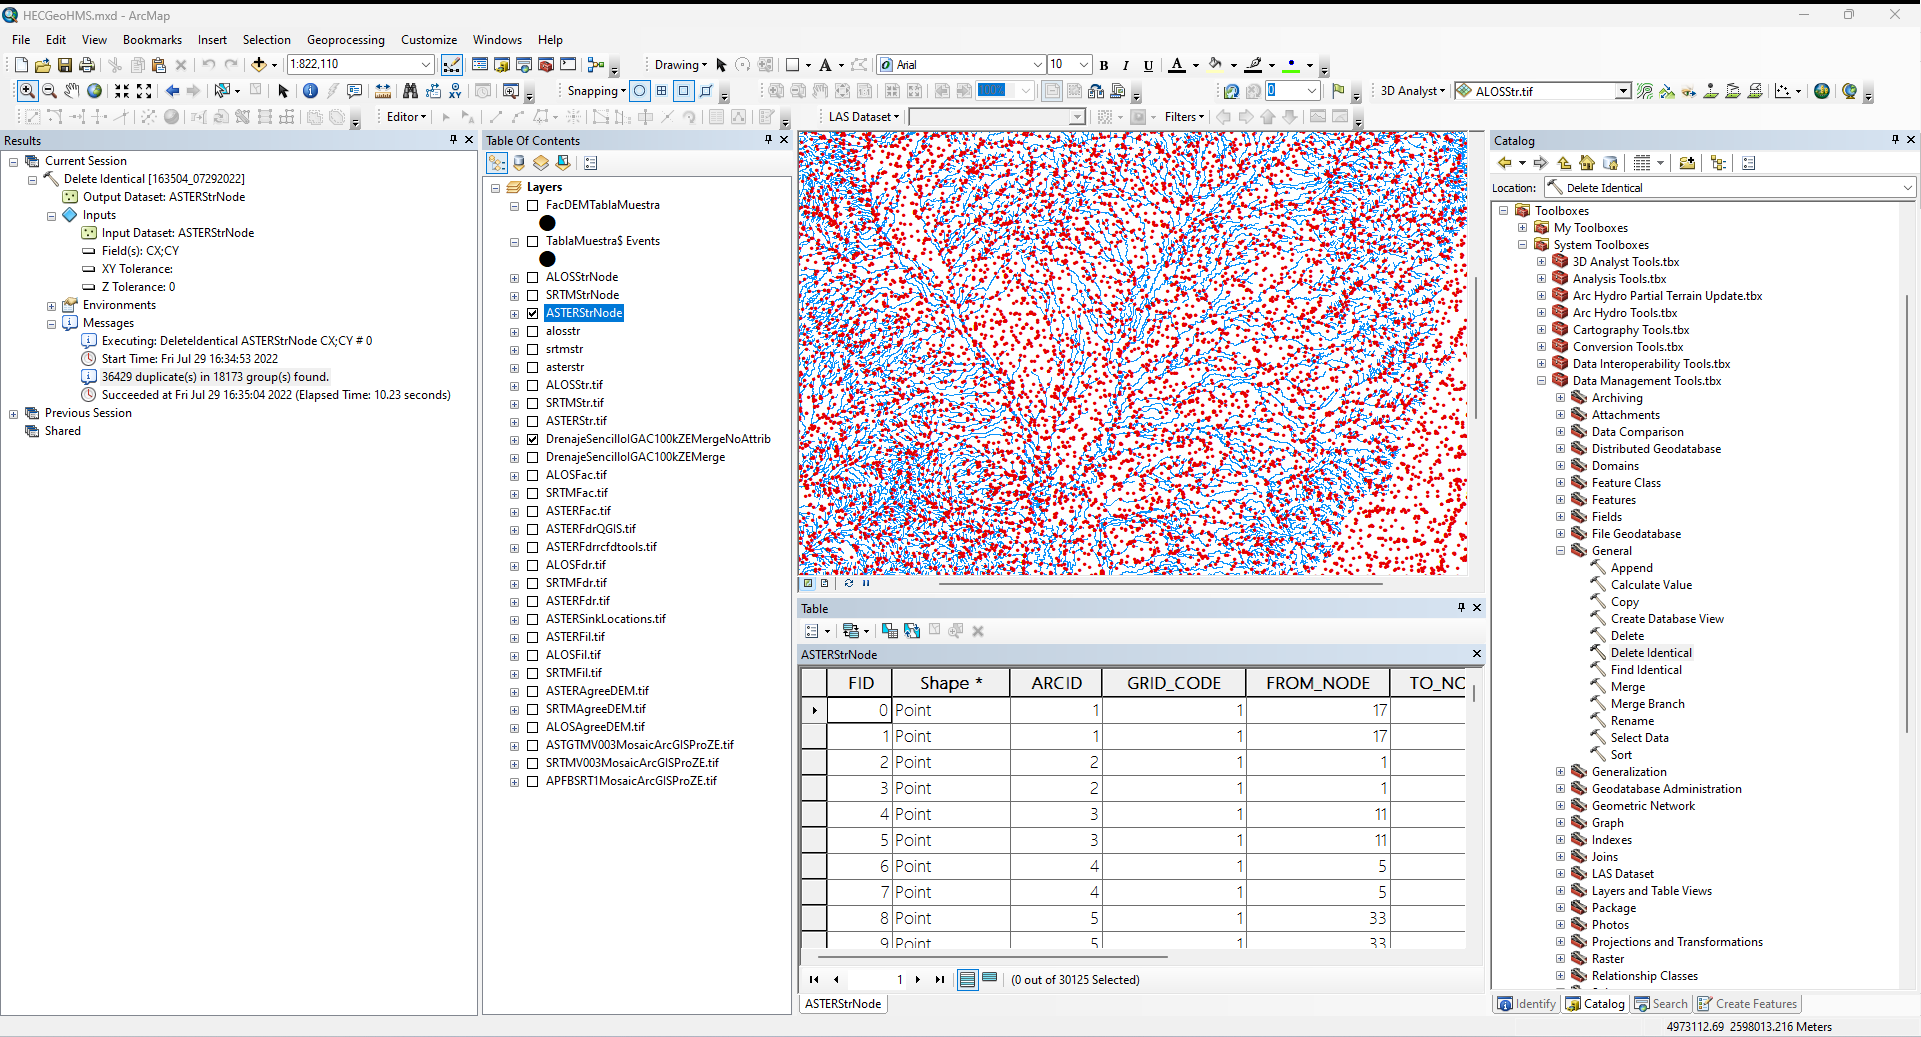 HECGeoHMS.mxd - ArcMap
File Edit View Bookmarks Insert Selection Geoprocessing Customize Windows Help
1:822,110 Drawing Arial 10 B I U
Snapping 100% 0 3D Analyst ALOSStr.tif
Editor LAS Dataset Filters
Results
Current Session
Delete Identical [163504_07292022]
Output Dataset: ASTERStrNode
Inputs
Input Dataset: ASTERStrNode
Field(s): CX;CY
XY Tolerance:
Z Tolerance: 0
Environments
Messages
Executing: DeleteIdentical ASTERStrNode CX;CY # 0
Start Time: Fri Jul 29 16:34:53 2022
36429 duplicate(s) in 18173 group(s) found.
Succeeded at Fri Jul 29 16:35:04 2022 (Elapsed Time: 10.23 seconds)
Previous Session
Shared
Table Of Contents
Layers
FacDEMTablaMuestra
TablaMuestra$ Events
ALOSStrNode
SRTMStrNode
ASTERStrNode
alosstr
srtmstr
asterstr
ALOSStr.tif
SRTMStr.tif
ASTERStr.tif
DrenajeSencilloIGAC100kZEMergeNoAttrib
DrenajeSencilloIGAC100kZEMerge
ALOSFac.tif
SRTMFac.tif
ASTERFac.tif
ASTERFdrQGIS.tif
ASTERFdrrcfdtools.tif
ALOSFdr.tif
SRTMFdr.tif
ASTERFdr.tif
ASTERSinkLocations.tif
ASTERFil.tif
ALOSFil.tif
SRTMFil.tif
ASTERAgreeDEM.tif
SRTMAgreeDEM.tif
ALOSAgreeDEM.tif
ASTGTMV003MosaicArcGISProZE.tif
SRTMV003MosaicArcGISProZE.tif
APFBSRT1MosaicArcGISProZE.tif
Table
ASTERStrNode
FID Shape * ARCID GRID_CODE FROM_NODE TO_NO
0 Point 1 1 17
1 Point 1 1 17
2 Point 2 1 1
3 Point 2 1 1
4 Point 3 1 11
5 Point 3 1 11
6 Point 4 1 5
7 Point 4 1 5
8 Point 5 1 33
9 Point 5 1 33
1 (0 out of 30125 Selected)
ASTERStrNode
Catalog
Location: Delete Identical
Toolboxes
My Toolboxes
System Toolboxes
3D Analyst Tools.tbx
Analysis Tools.tbx
Arc Hydro Partial Terrain Update.tbx
Arc Hydro Tools.tbx
Cartography Tools.tbx
Conversion Tools.tbx
Data Interoperability Tools.tbx
Data Management Tools.tbx
Archiving
Attachments
Data Comparison
Distributed Geodatabase
Domains
Feature Class
Features
Fields
File Geodatabase
General
Append
Calculate Value
Copy
Create Database View
Delete
Delete Identical
Find Identical
Merge
Merge Branch
Rename
Select Data
Sort
Generalization
Geodatabase Administration
Geometric Network
Graph
Indexes
Joins
LAS Dataset
Layers and Table Views
Package
Photos
Projections and Transformations
Raster
Relationship Classes
Identify Catalog Search Create Features
4973112.69 2598013.216 Meters